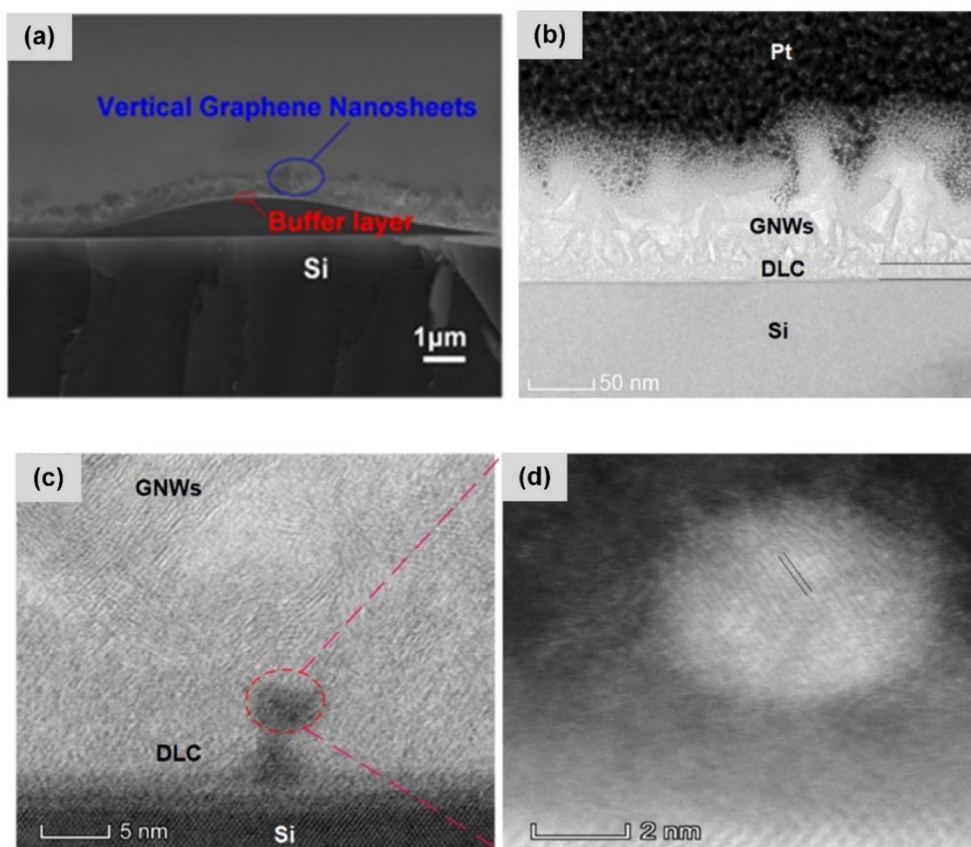 (a)
Vertical Graphene Nanosheets
Buffer layer
Si
1μm
(b)
Pt
GNWs
DLC
Si
50 nm
(c)
GNWs
DLC
Si
5 nm
(d)
2 nm